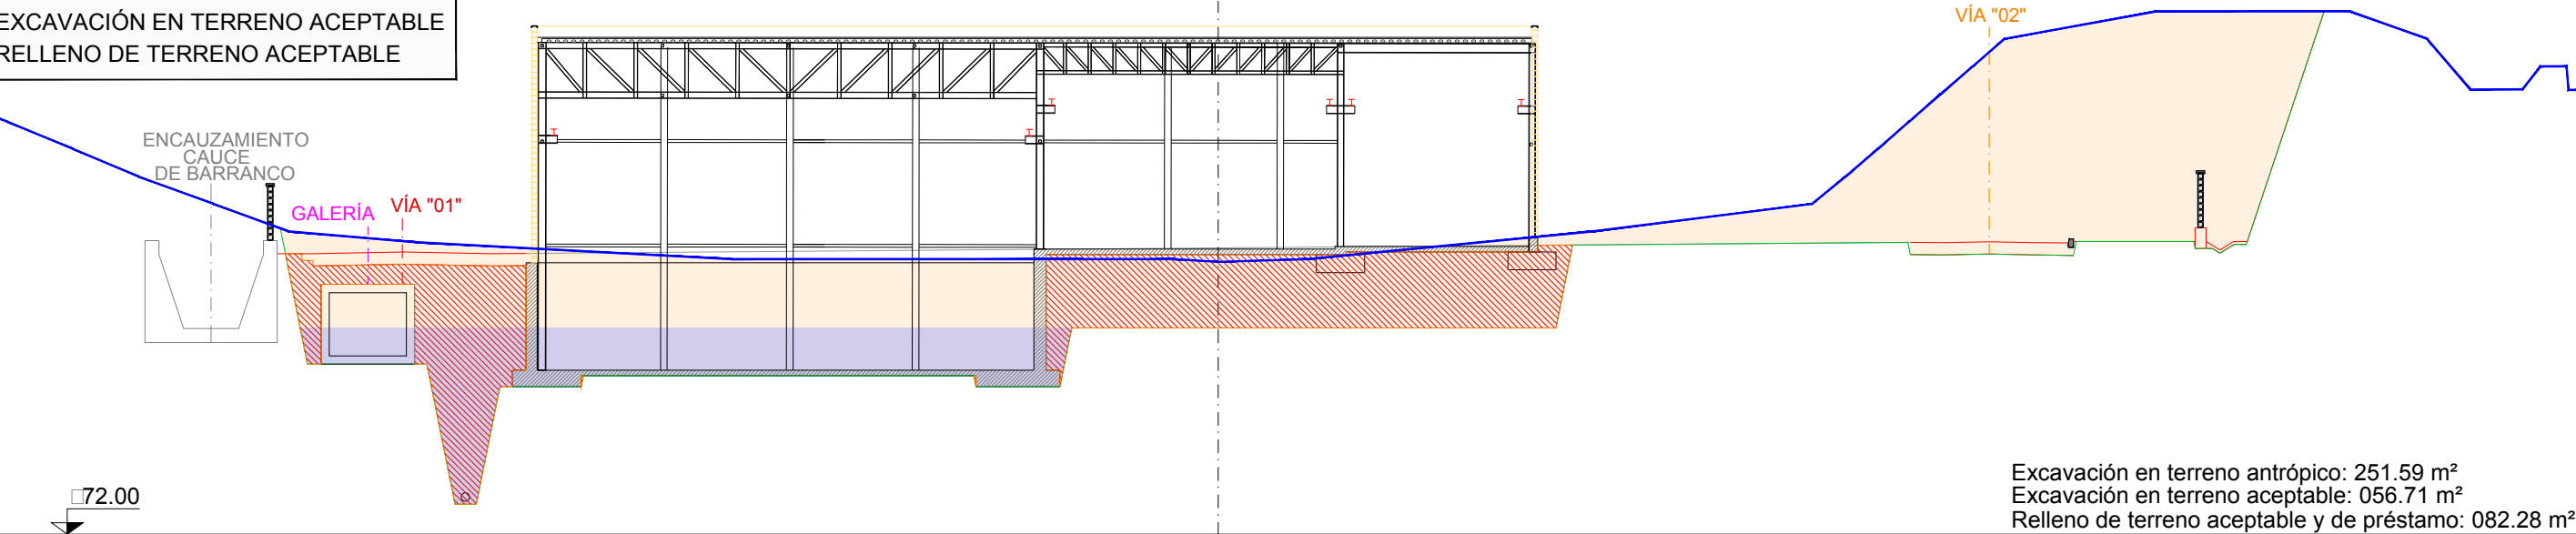 EXCAVACIÓN EN TERRENO ACEPTABLE
RELLENO DE TERRENO ACEPTABLE
VÍA "02"
ENCAUZAMIENTO
CAUCE
DE BARRANCO
GALERÍA
VÍA "01"
72.00
Excavación en terreno antrópico: 251.59 m²
Excavación en terreno aceptable: 056.71 m²
Relleno de terreno aceptable y de préstamo: 082.28 m²